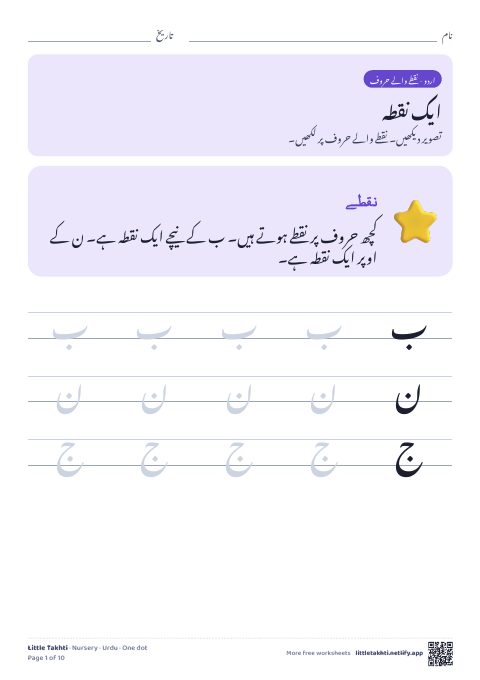 نام تاریخ
اردو · نقطے والے حروف
ایک نقطہ
تصویر دیکھیں۔ نقطے والے حروف پر لکھیں۔
نقطے
کچھ حروف پر نقطے ہوتے ہیں۔ ب کے نیچے ایک نقطہ ہے۔ ن کے
اوپر ایک نقطہ ہے۔
ب ب ب ب ب
ن ن ن ن ن
ج ج ج ج ج
Little Takhti · Nursery · Urdu · One dot
More free worksheets littletakhti.netlify.app
Page 1 of 10